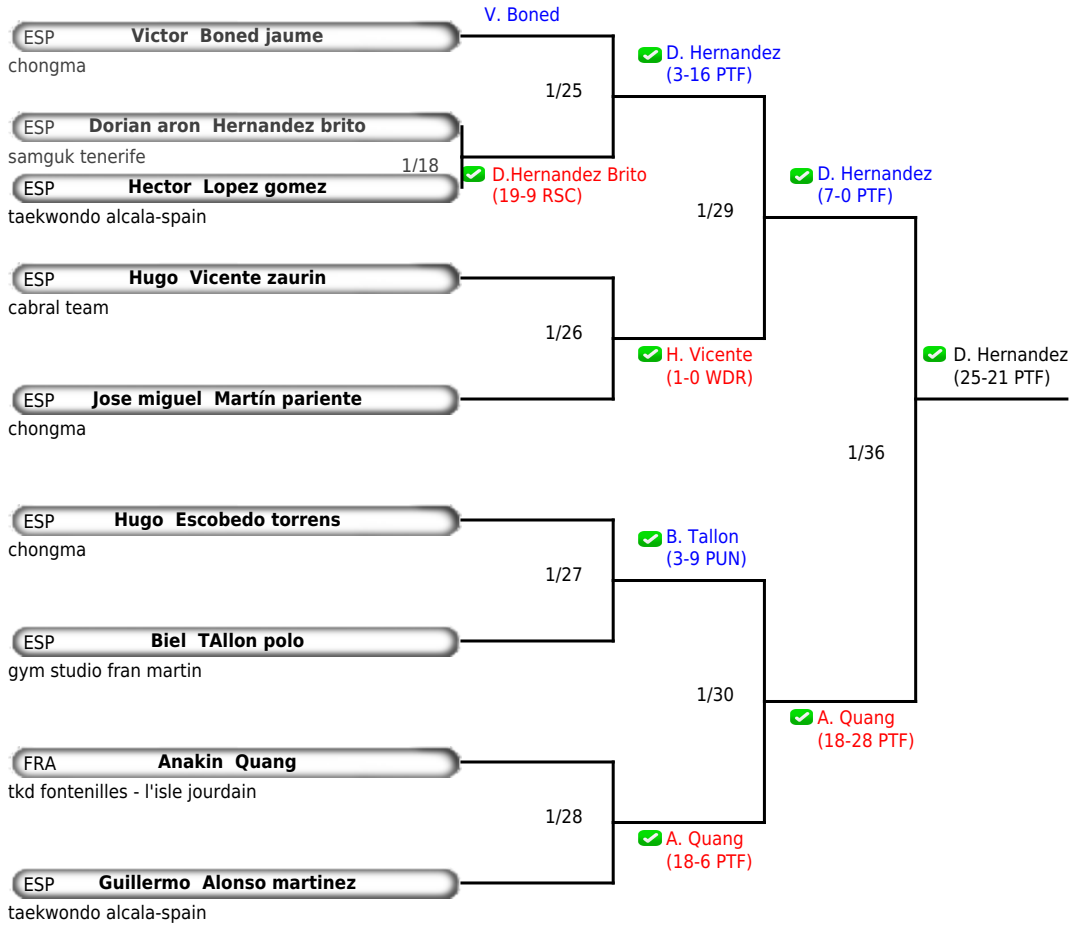 V. Boned
ESP Victor Boned jaume
chongma
D. Hernandez
(3-16 PTF)
1/25
ESP Dorian aron Hernandez brito
samguk tenerife
1/18
D.Hernandez Brito
(19-9 RSC)
ESP Hector Lopez gomez
taekwondo alcala-spain
D. Hernandez
(7-0 PTF)
1/29
ESP Hugo Vicente zaurin
cabral team
1/26
H. Vicente
(1-0 WDR)
D. Hernandez
(25-21 PTF)
ESP Jose miguel Martín pariente
chongma
1/36
ESP Hugo Escobedo torrens
chongma
B. Tallon
(3-9 PUN)
1/27
ESP Biel TAllon polo
gym studio fran martin
1/30
A. Quang
(18-28 PTF)
FRA Anakin Quang
tkd fontenilles - l'isle jourdain
1/28
A. Quang
(18-6 PTF)
ESP Guillermo Alonso martinez
taekwondo alcala-spain